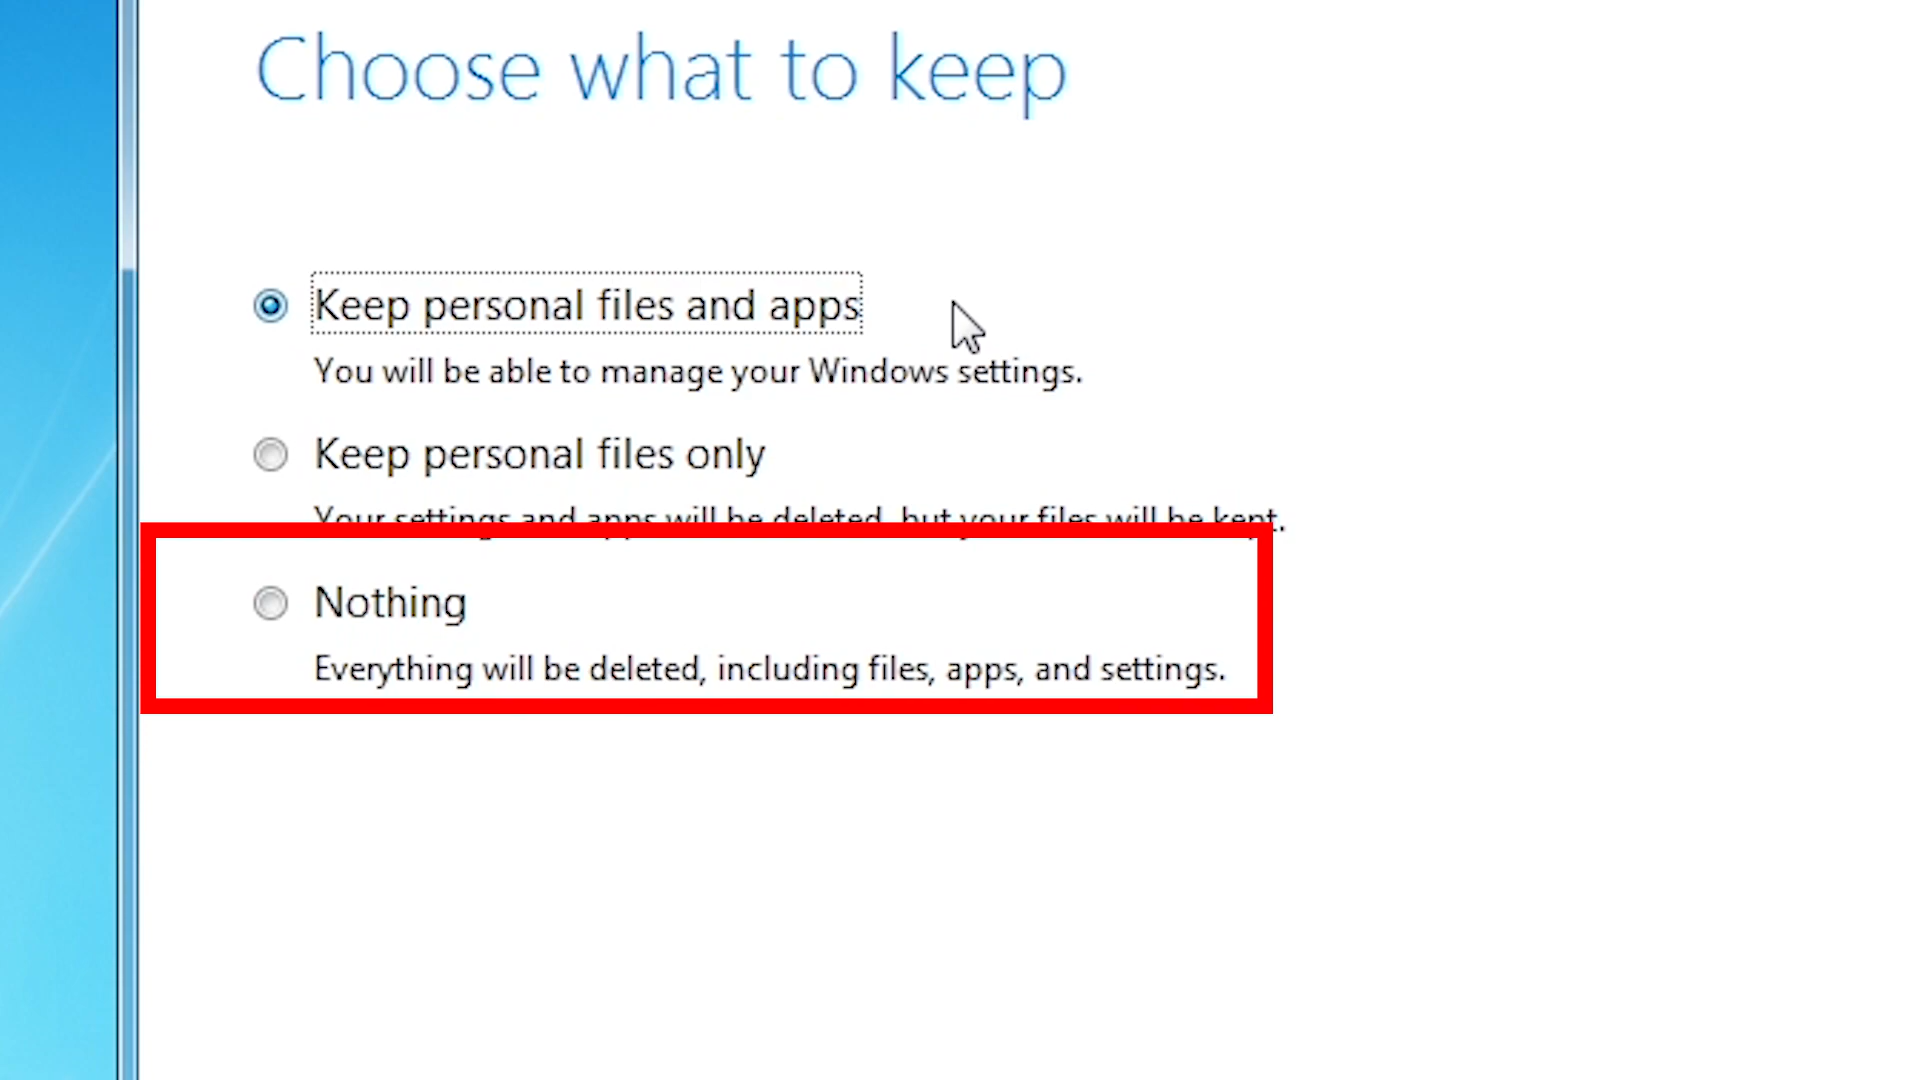 Choose what to keep
Keep personal files and apps
You will be able to manage your Windows settings.
Keep personal files only
Your settings and apps will be deleted, but your files will be kept.
Nothing
Everything will be deleted, including files, apps, and settings.